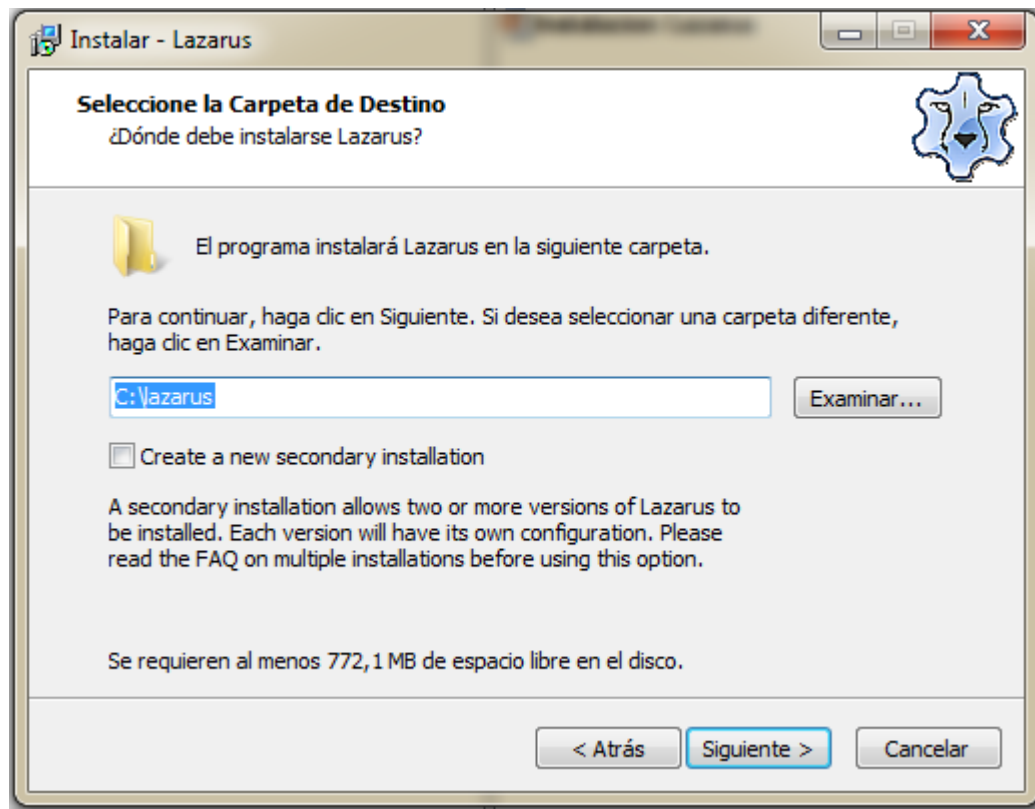 Instalar - Lazarus
Seleccione la Carpeta de Destino
¿Dónde debe instalarse Lazarus?
El programa instalará Lazarus en la siguiente carpeta.
Para continuar, haga clic en Siguiente. Si desea seleccionar una carpeta diferente,
haga clic en Examinar.
C:\lazarus
Examinar...
Create a new secondary installation
A secondary installation allows two or more versions of Lazarus to
be installed. Each version will have its own configuration. Please
read the FAQ on multiple installations before using this option.
Se requieren al menos 772,1 MB de espacio libre en el disco.
< Atrás
Siguiente >
Cancelar